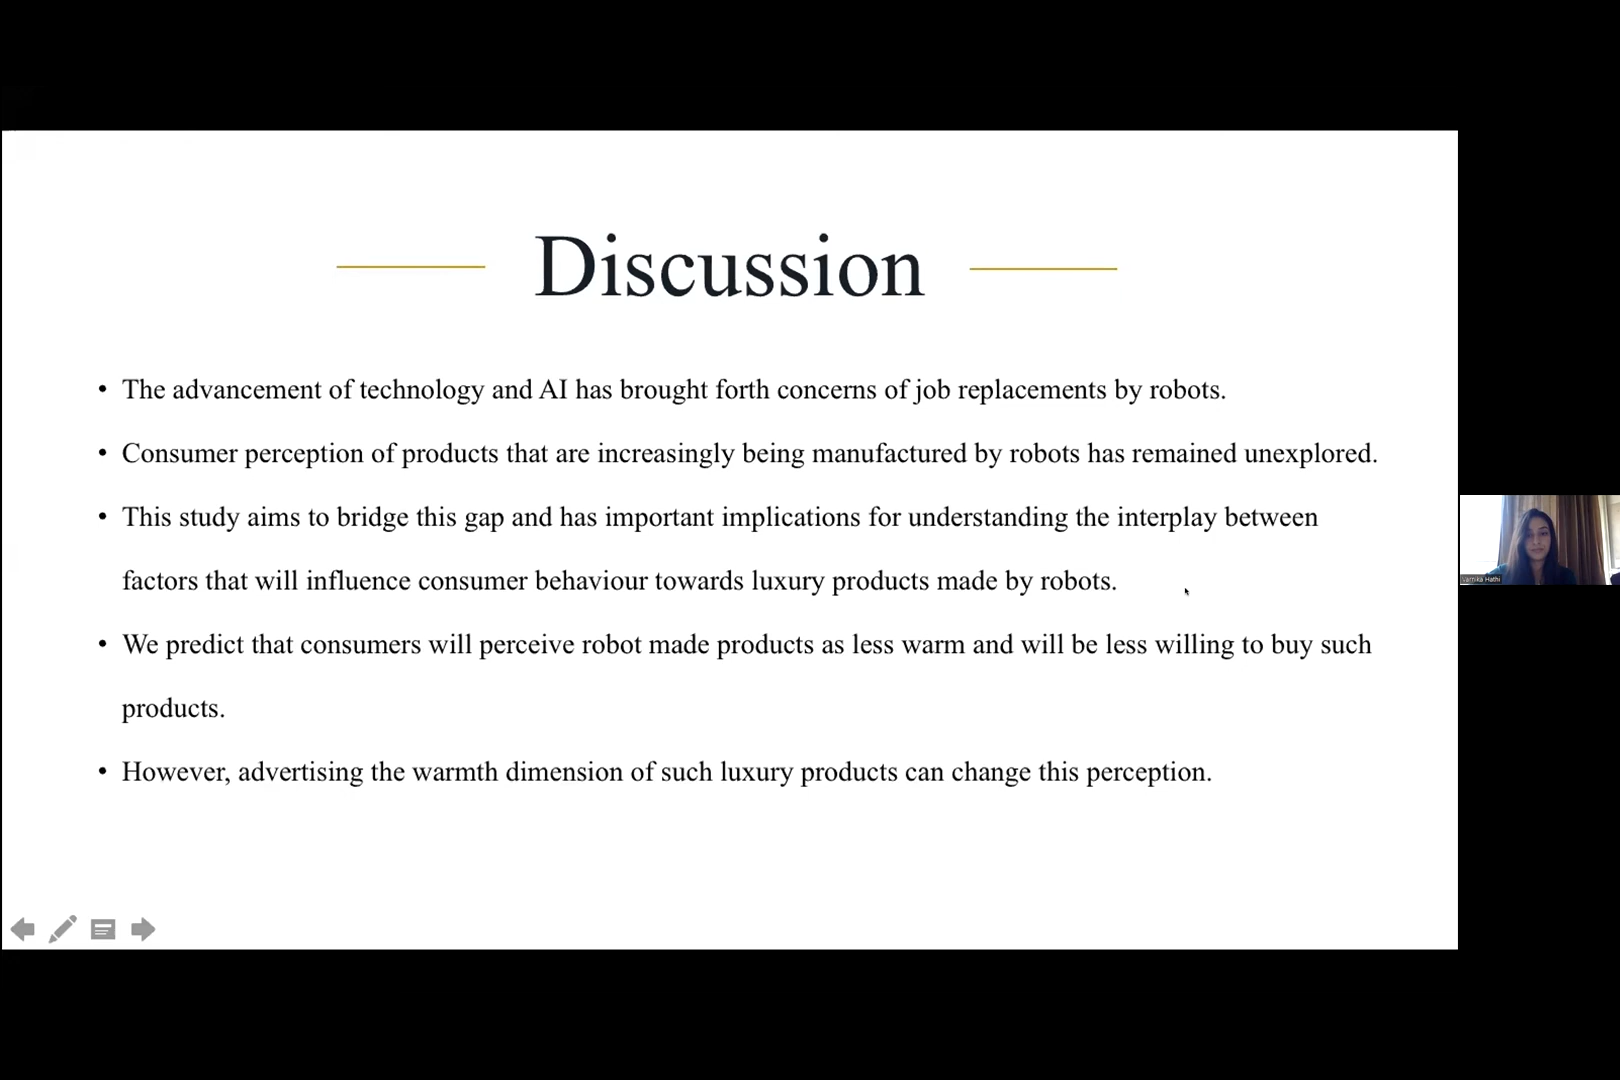 Discussion
• The advancement of technology and AI has brought forth concerns of job replacements by robots.
• Consumer perception of products that are increasingly being manufactured by robots has remained unexplored.
• This study aims to bridge this gap and has important implications for understanding the interplay between
factors that will influence consumer behaviour towards luxury products made by robots.
• We predict that consumers will perceive robot made products as less warm and will be less willing to buy such
products.
• However, advertising the warmth dimension of such luxury products can change this perception.
Varnika Hathi